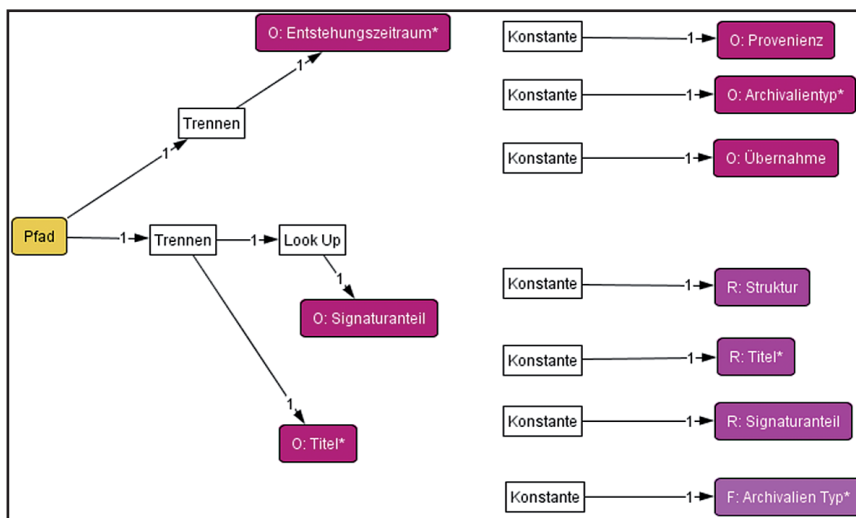 O: Entstehungszeitraum*
1
Trennen
1
Pfad
1
Trennen
1
Look Up
1
O: Signaturanteil
1
O: Titel*
Konstante
1
O: Provenienz
Konstante
1
O: Archivalientyp*
Konstante
1
O: Übernahme
Konstante
1
R: Struktur
Konstante
1
R: Titel*
Konstante
1
R: Signaturanteil
Konstante
1
F: Archivalien Typ*